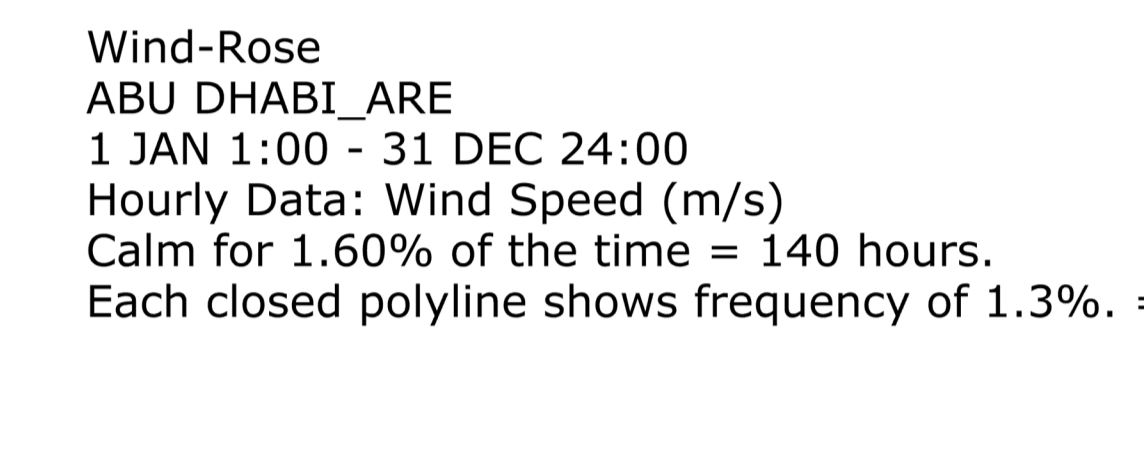 Wind-Rose
ABU DHABI_ARE
1 JAN 1:00 - 31 DEC 24:00
Hourly Data: Wind Speed (m/s)
Calm for 1.60% of the time = 140 hours.
Each closed polyline shows frequency of 1.3%. =